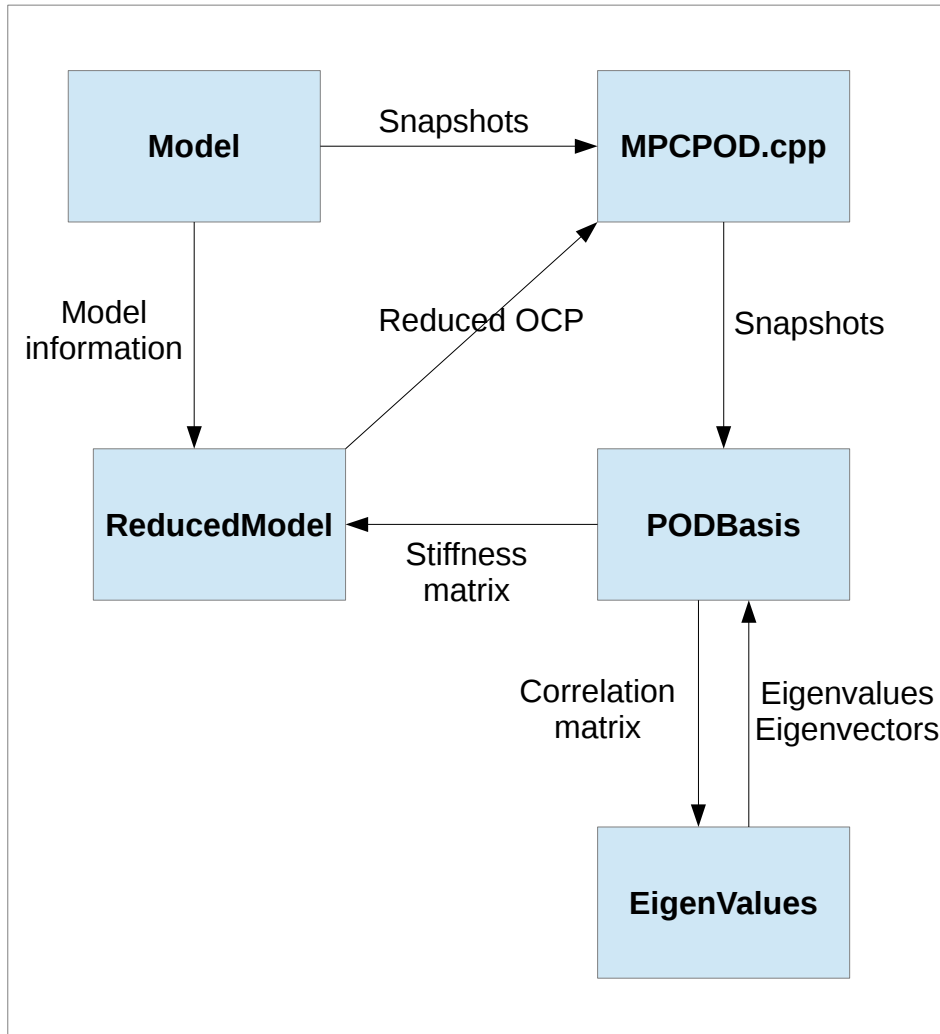 Model
Snapshots
MPCPOD.cpp
Model
information
Reduced OCP
Snapshots
ReducedModel
Stiffness
matrix
PODBasis
Correlation
matrix
Eigenvalues
Eigenvectors
EigenValues